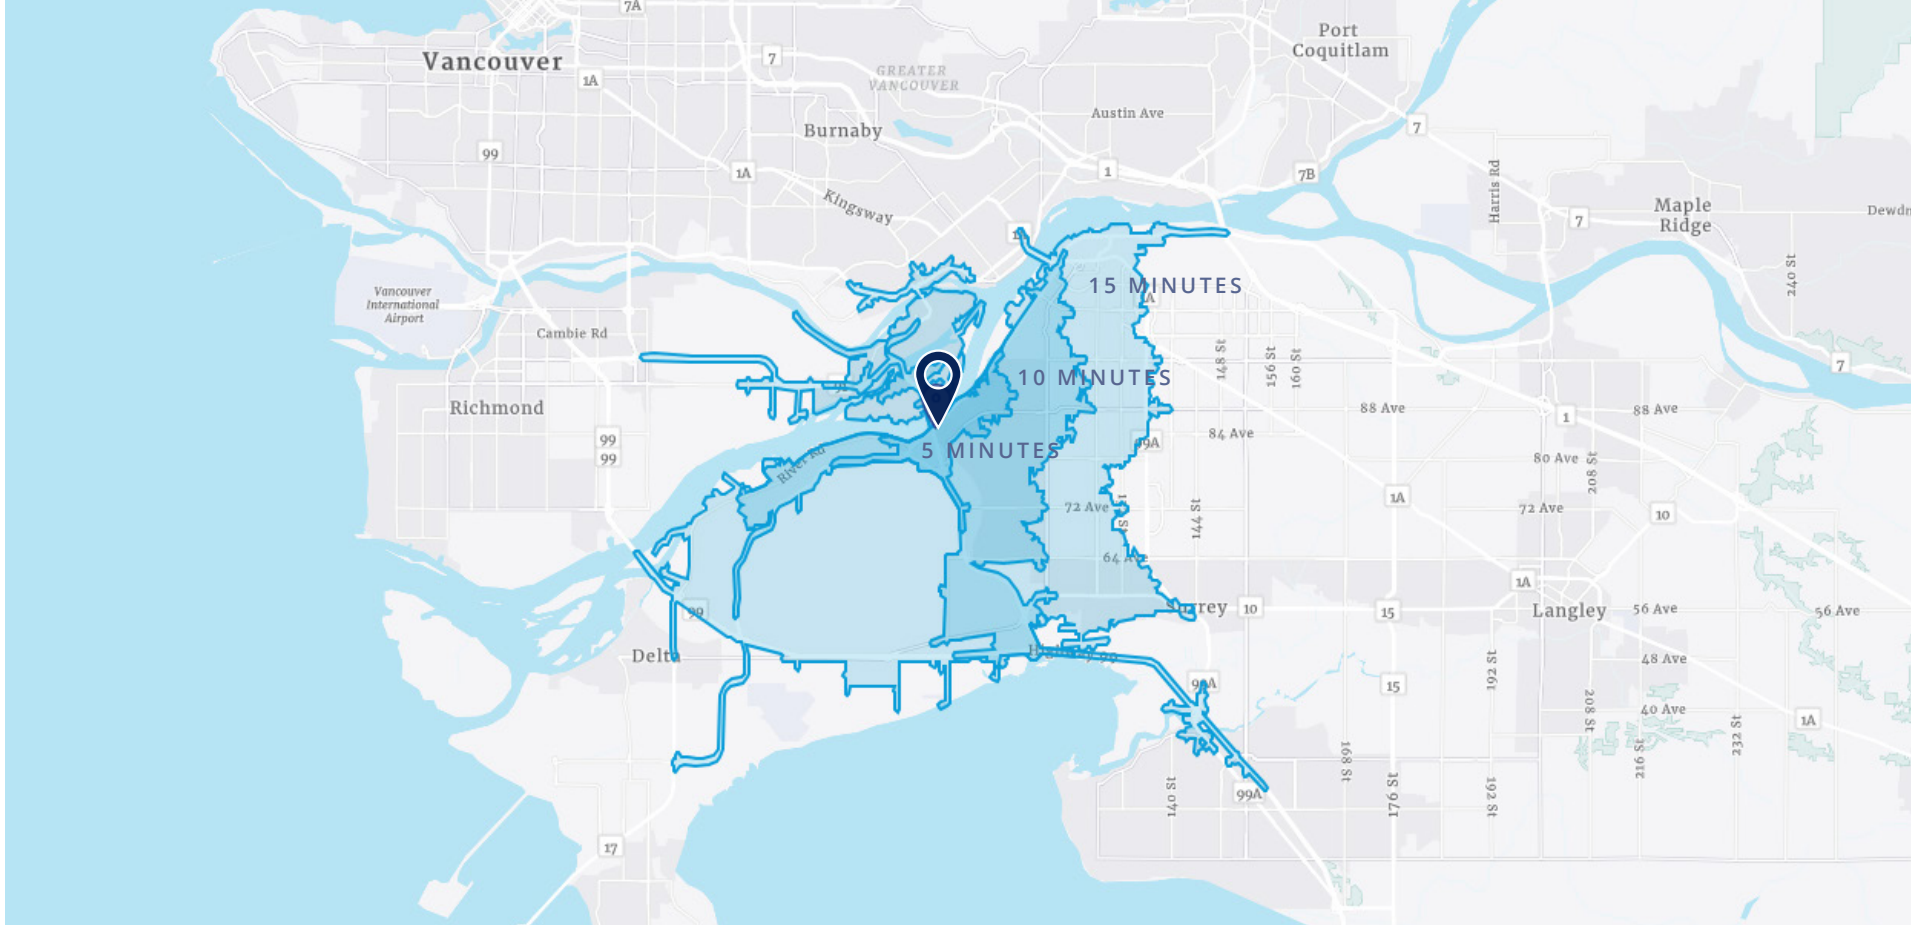 7A
Vancouver
1A
7
GREATER
VANCOUVER
Port
Coquitlam
Austin Ave
Burnaby
7
99
1A
1
7B
Harris Rd
Kingsway
Maple
Ridge
7
Dewdn
240 St
Vancouver
International
Airport
Cambie Rd
15 MINUTES
148 St
156 St
160 St
7
10 MINUTES
Richmond
88 Ave
1
88 Ave
84 Ave
99
99
5 MINUTES
River Rd
80 Ave
208 St
1A
72 Ave
144 St
72 Ave
10
64 Ave
1A
99
Surrey
10
15
Langley
56 Ave
56 Ave
Delta
Highway 99
192 St
48 Ave
99A
15
208 St
40 Ave
1A
232 St
216 St
168 St
140 St
176 St
192 St
99A
17